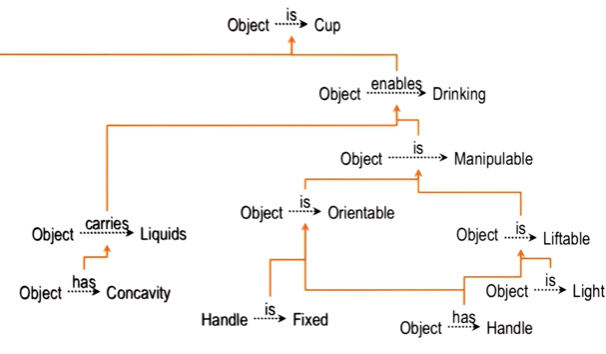 Object is Cup
Object enables Drinking
Object is Manipulable
Object is Orientable
Object carries Liquids
Object is Liftable
Object has Concavity
Object is Light
Handle is Fixed
Object has Handle